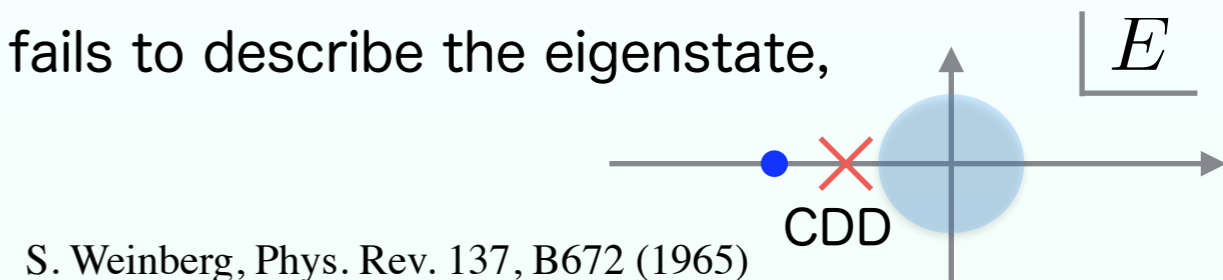 fails to describe the eigenstate,
E
CDD
S. Weinberg, Phys. Rev. 137, B672 (1965)